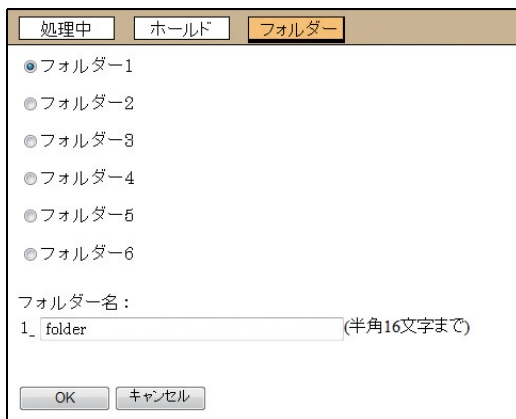 処理中 ホールド フォルダー
フォルダー1
フォルダー2
フォルダー3
フォルダー4
フォルダー5
フォルダー6
フォルダー名：
1_ folder (半角16文字まで)
OK キャンセル